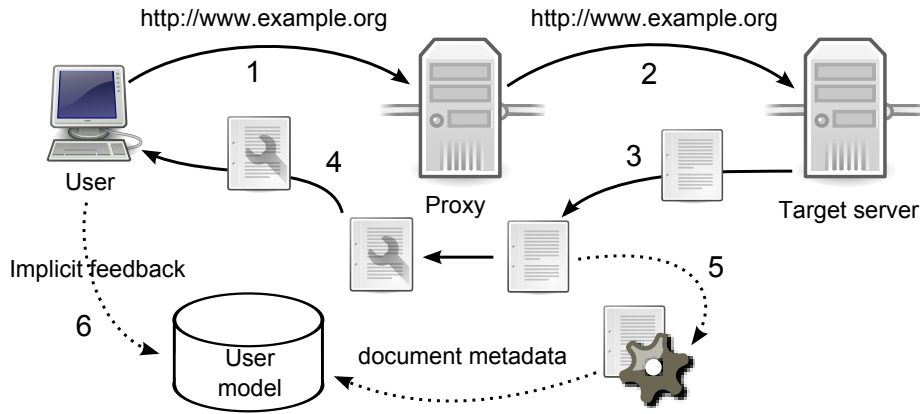 http://www.example.org
http://www.example.org
1
2
3
4
User
Proxy
Target server
Implicit feedback
5
6
User
model
document metadata